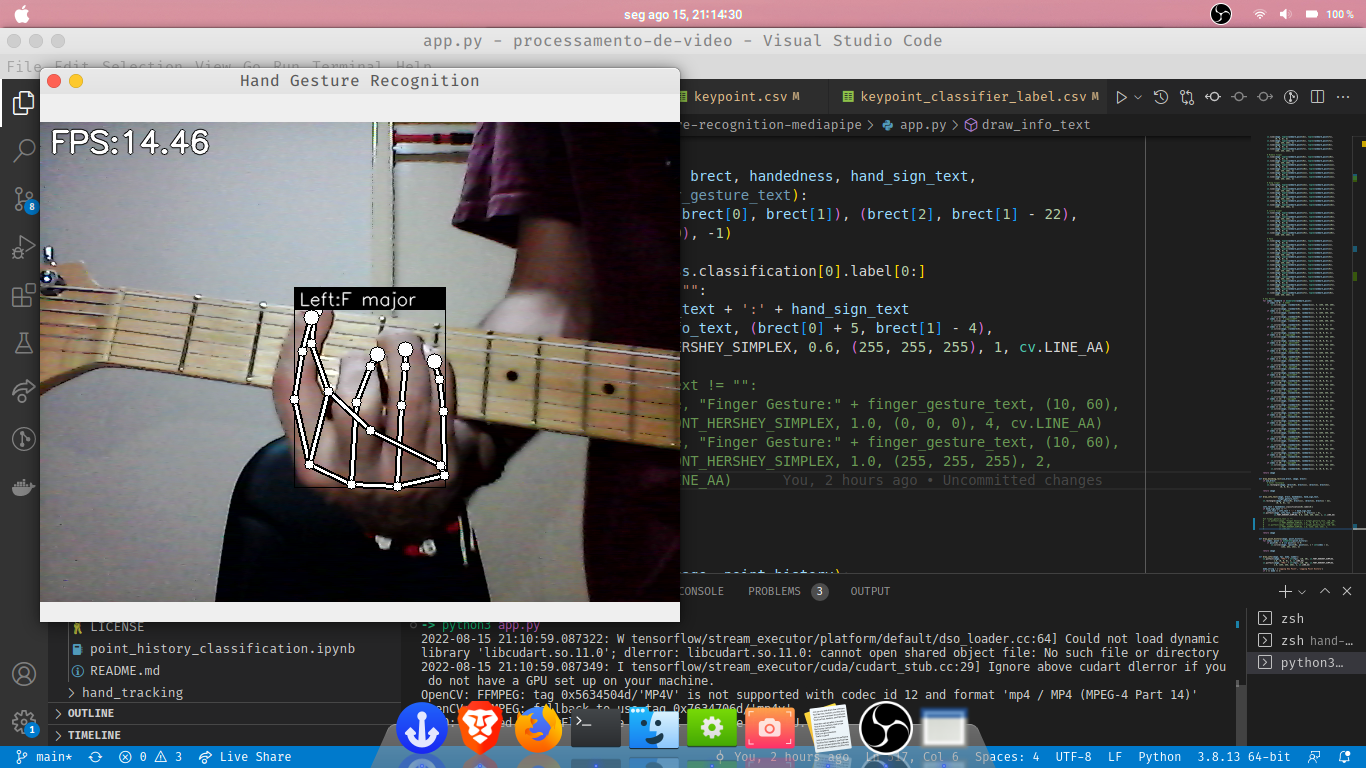 seg ago 15, 21:14:30
100 %
app.py - processamento-de-video - Visual Studio Code
File Edit Selection View Go Run Terminal Help
Hand Gesture Recognition
keypoint.csv M
keypoint_classifier_label.csv M
e-recognition-mediapipe > app.py > draw_info_text
FPS:14.46
Left:F major
brect, handedness, hand_sign_text,
_gesture_text):
brect[0], brect[1]), (brect[2], brect[1] - 22),
), -1)
s.classification[0].label[0:]
"":
text + ':' + hand_sign_text
o_text, (brect[0] + 5, brect[1] - 4),
ERSHEY_SIMPLEX, 0.6, (255, 255, 255), 1, cv.LINE_AA)
xt != "":
, "Finger Gesture:" + finger_gesture_text, (10, 60),
ONT_HERSHEY_SIMPLEX, 1.0, (0, 0, 0), 4, cv.LINE_AA)
, "Finger Gesture:" + finger_gesture_text, (10, 60),
ONT_HERSHEY_SIMPLEX, 1.0, (255, 255, 255), 2,
NE_AA) You, 2 hours ago • Uncommitted changes
point_history)
8
CONSOLE PROBLEMS 3 OUTPUT
LICENSE
point_history_classification.ipynb
README.md
> hand_tracking
> OUTLINE
> TIMELINE
-> python3 app.py
2022-08-15 21:10:59.087322: W tensorflow/stream_executor/platform/default/dso_loader.cc:64] Could not load dynamic
library 'libcudart.so.11.0'; dlerror: libcudart.so.11.0: cannot open shared object file: No such file or directory
2022-08-15 21:10:59.087349: I tensorflow/stream_executor/cuda/cudart_stub.cc:29] Ignore above cudart dlerror if you
do not have a GPU set up on your machine.
OpenCV: FFMPEG: tag 0x5634504d/'MP4V' is not supported with codec id 12 and format 'mp4 / MP4 (MPEG-4 Part 14)'
OpenCV: FFMPEG: fallback to use tag 0x7634706d/'mp4v'
zsh
zsh hand-...
python3...
1
main* 0 3 Live Share
You, 2 hours ago Ln 517, Col 6 Spaces: 4 UTF-8 LF Python 3.8.13 64-bit